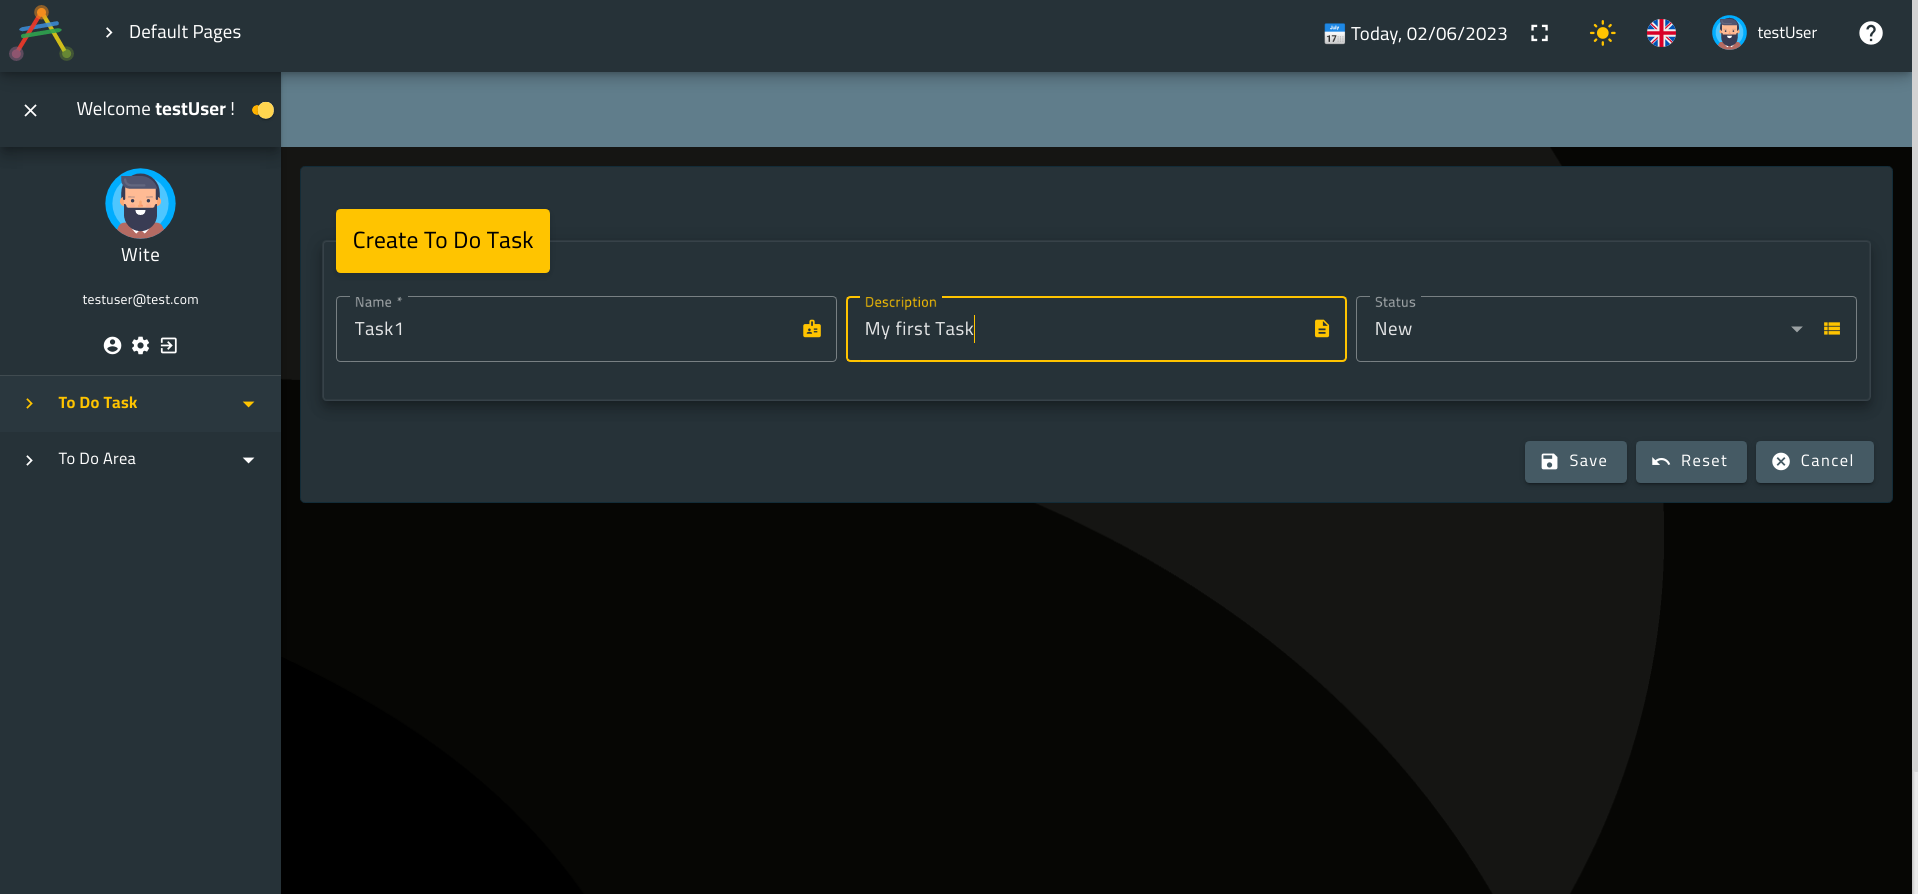 Default Pages
JULY
17
Today, 02/06/2023
testUser
Welcome testUser !
Wite
testuser@test.com
To Do Task
To Do Area
Create To Do Task
Name *
Task1
Description
My first Task
Status
New
Save
Reset
Cancel